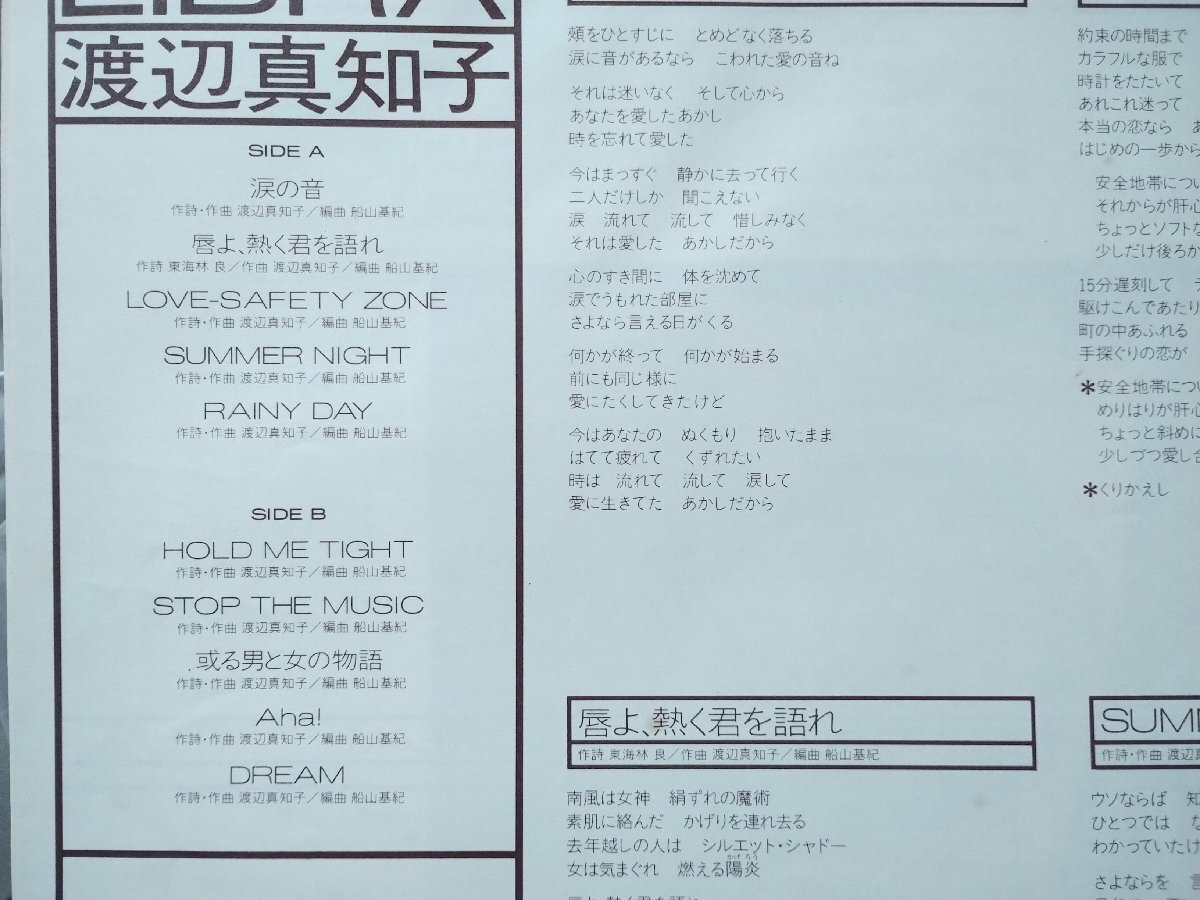 LIBRA
渡辺真知子
SIDE A
涙の音
作詩・作曲 渡辺真知子／編曲 船山基紀
唇よ、熱く君を語れ
作詩 東海林 良／作曲 渡辺真知子／編曲 船山基紀
LOVE-SAFETY ZONE
作詩・作曲 渡辺真知子／編曲 船山基紀
SUMMER NIGHT
作詩・作曲 渡辺真知子／編曲 船山基紀
RAINY DAY
作詩・作曲 渡辺真知子／編曲 船山基紀
SIDE B
HOLD ME TIGHT
作詩・作曲 渡辺真知子／編曲 船山基紀
STOP THE MUSIC
作詩・作曲 渡辺真知子／編曲 船山基紀
或る男と女の物語
作詩・作曲 渡辺真知子／編曲 船山基紀
Aha!
作詩・作曲 渡辺真知子／編曲 船山基紀
DREAM
作詩・作曲 渡辺真知子／編曲 船山基紀
頬をひとすじに　とめどなく落ちる
涙に音があるなら　こわれた愛の音ね
それは迷いなく　そして心から
あなたを愛したあかし
時を忘れて愛した
今はまっすぐ　静かに去って行く
二人だけしか　聞こえない
涙　流れて　流して　惜しみなく
それは愛した　あかしだから
心のすき間に　体を沈めて
涙でうもれた部屋に
さよなら言える日がくる
何かが終って　何かが始まる
前にも同じ様に
愛にたくしてきたけど
今はあなたの　ぬくもり　抱いたまま
はてて疲れて　くずれたい
時は　流れて　流して　涙して
愛に生きてた　あかしだから
唇よ、熱く君を語れ
作詩 東海林 良／作曲 渡辺真知子／編曲 船山基紀
南風は女神　絹ずれの魔術
素肌に絡んだ　かげりを連れ去る
去年越しの人は　シルエット・シャドー
女は気まぐれ　燃える陽炎
かげろう
唇よ、熱く君を語れ
約束の時間まで
カラフルな服で
時計をたたいて
あれこれ迷って
本当の恋なら　あ
はじめの一歩から
安全地帯につい
それからが肝心
ちょっとソフトな
少しだけ後ろか
15分遅刻して
駆けこんであたり
町の中あふれる
手探ぐりの恋が
＊安全地帯につい
めりはりが肝心
ちょっと斜めに
少しづつ愛し合
＊くりかえし
SUMM
作詩・作曲 渡辺真
ウソならば　知
ひとつでは　な
わかっていたけ
さよならを　言